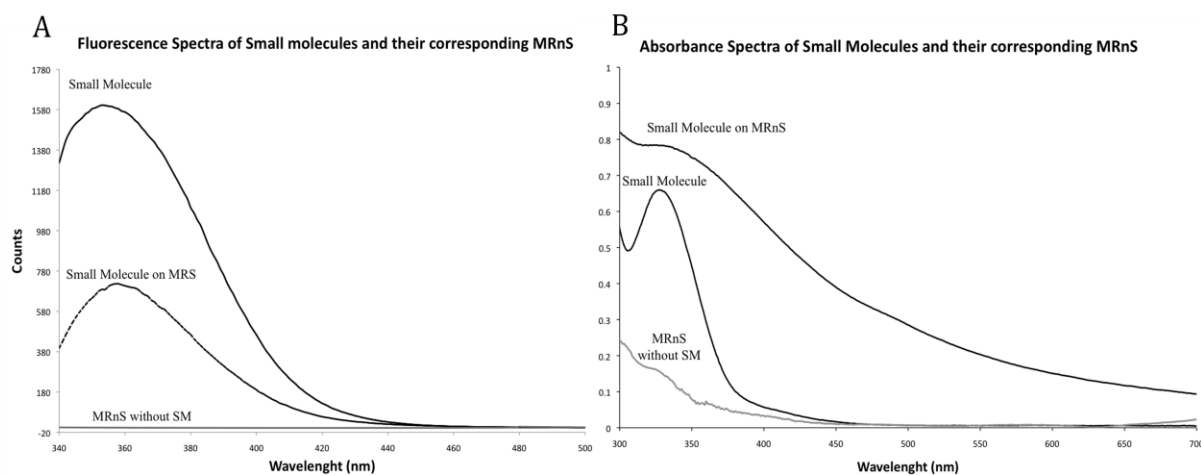 A
Fluorescence Spectra of Small molecules and their corresponding MRnS
1780
1580
1380
1180
980
780
580
380
180
-20
Counts
Small Molecule
Small Molecule on MRS
MRnS without SM
340
360
380
400
420
440
460
480
500
Wavelenght (nm)
B
Absorbance Spectra of Small Molecules and their corresponding MRnS
1
0.9
0.8
0.7
0.6
0.5
0.4
0.3
0.2
0.1
0
Small Molecule on MRnS
Small Molecule
MRnS
without SM
300
350
400
450
500
550
600
650
700
Wavelenght (nm)